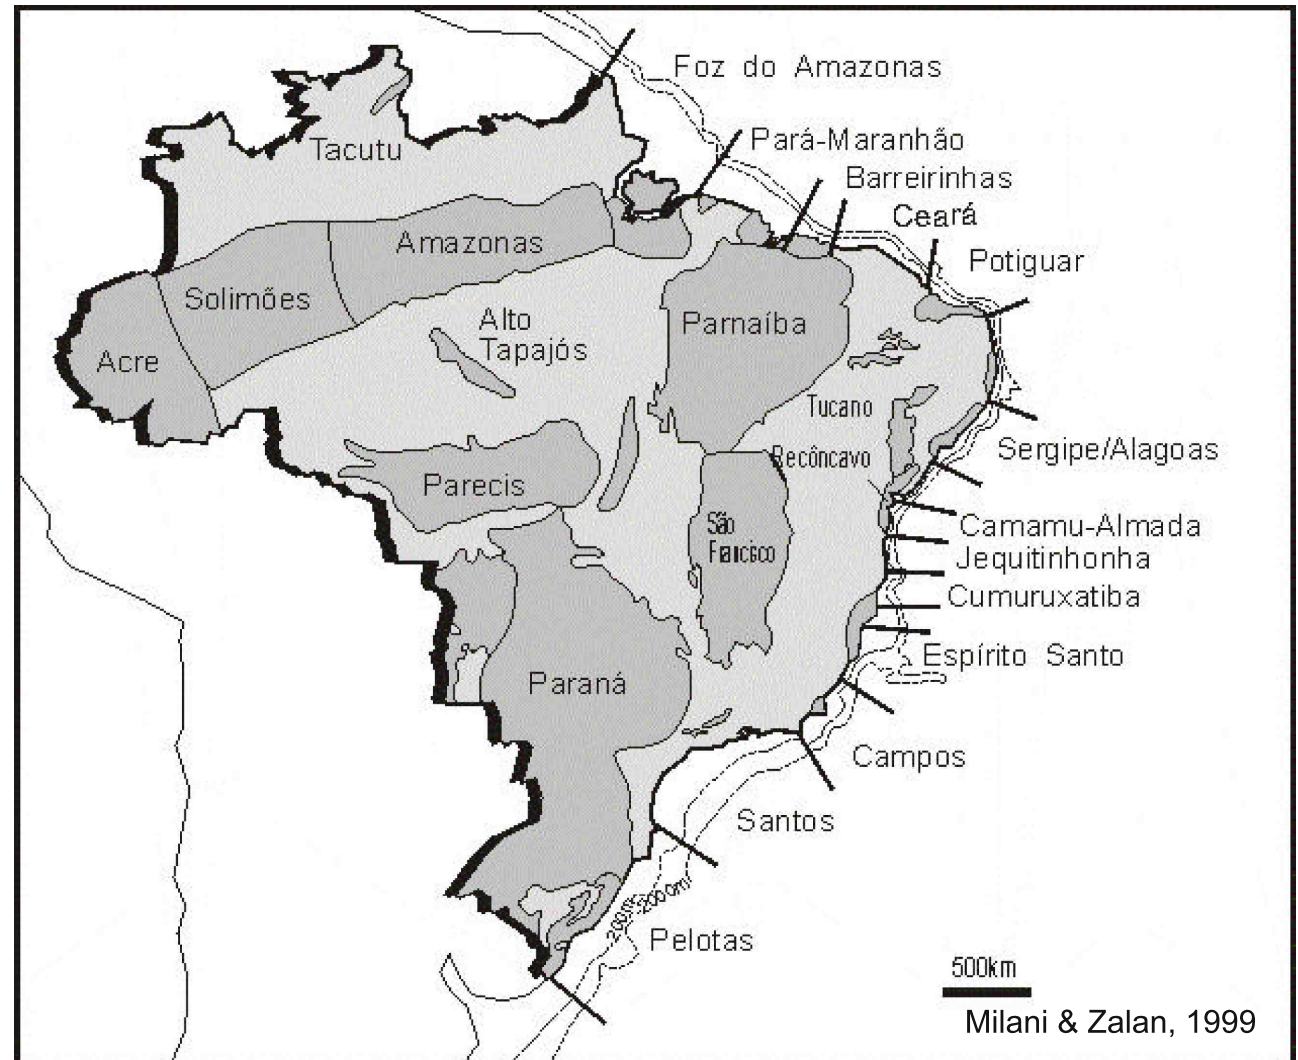 Foz do Amazonas
Pará-Maranhão
Tacutu
Barreirinhas
Ceará
Amazonas
Potiguar
Solimões
Alto
Tapajós
Parnaíba
Acre
Tucano
Sergipe/Alagoas
Recôncavo
Parecis
São
Francisco
Camamu-Almada
Jequitinhonha
Cumuruxatiba
Espírito Santo
Paraná
Campos
Santos
200m
2000m
Pelotas
500km
Milani & Zalan, 1999